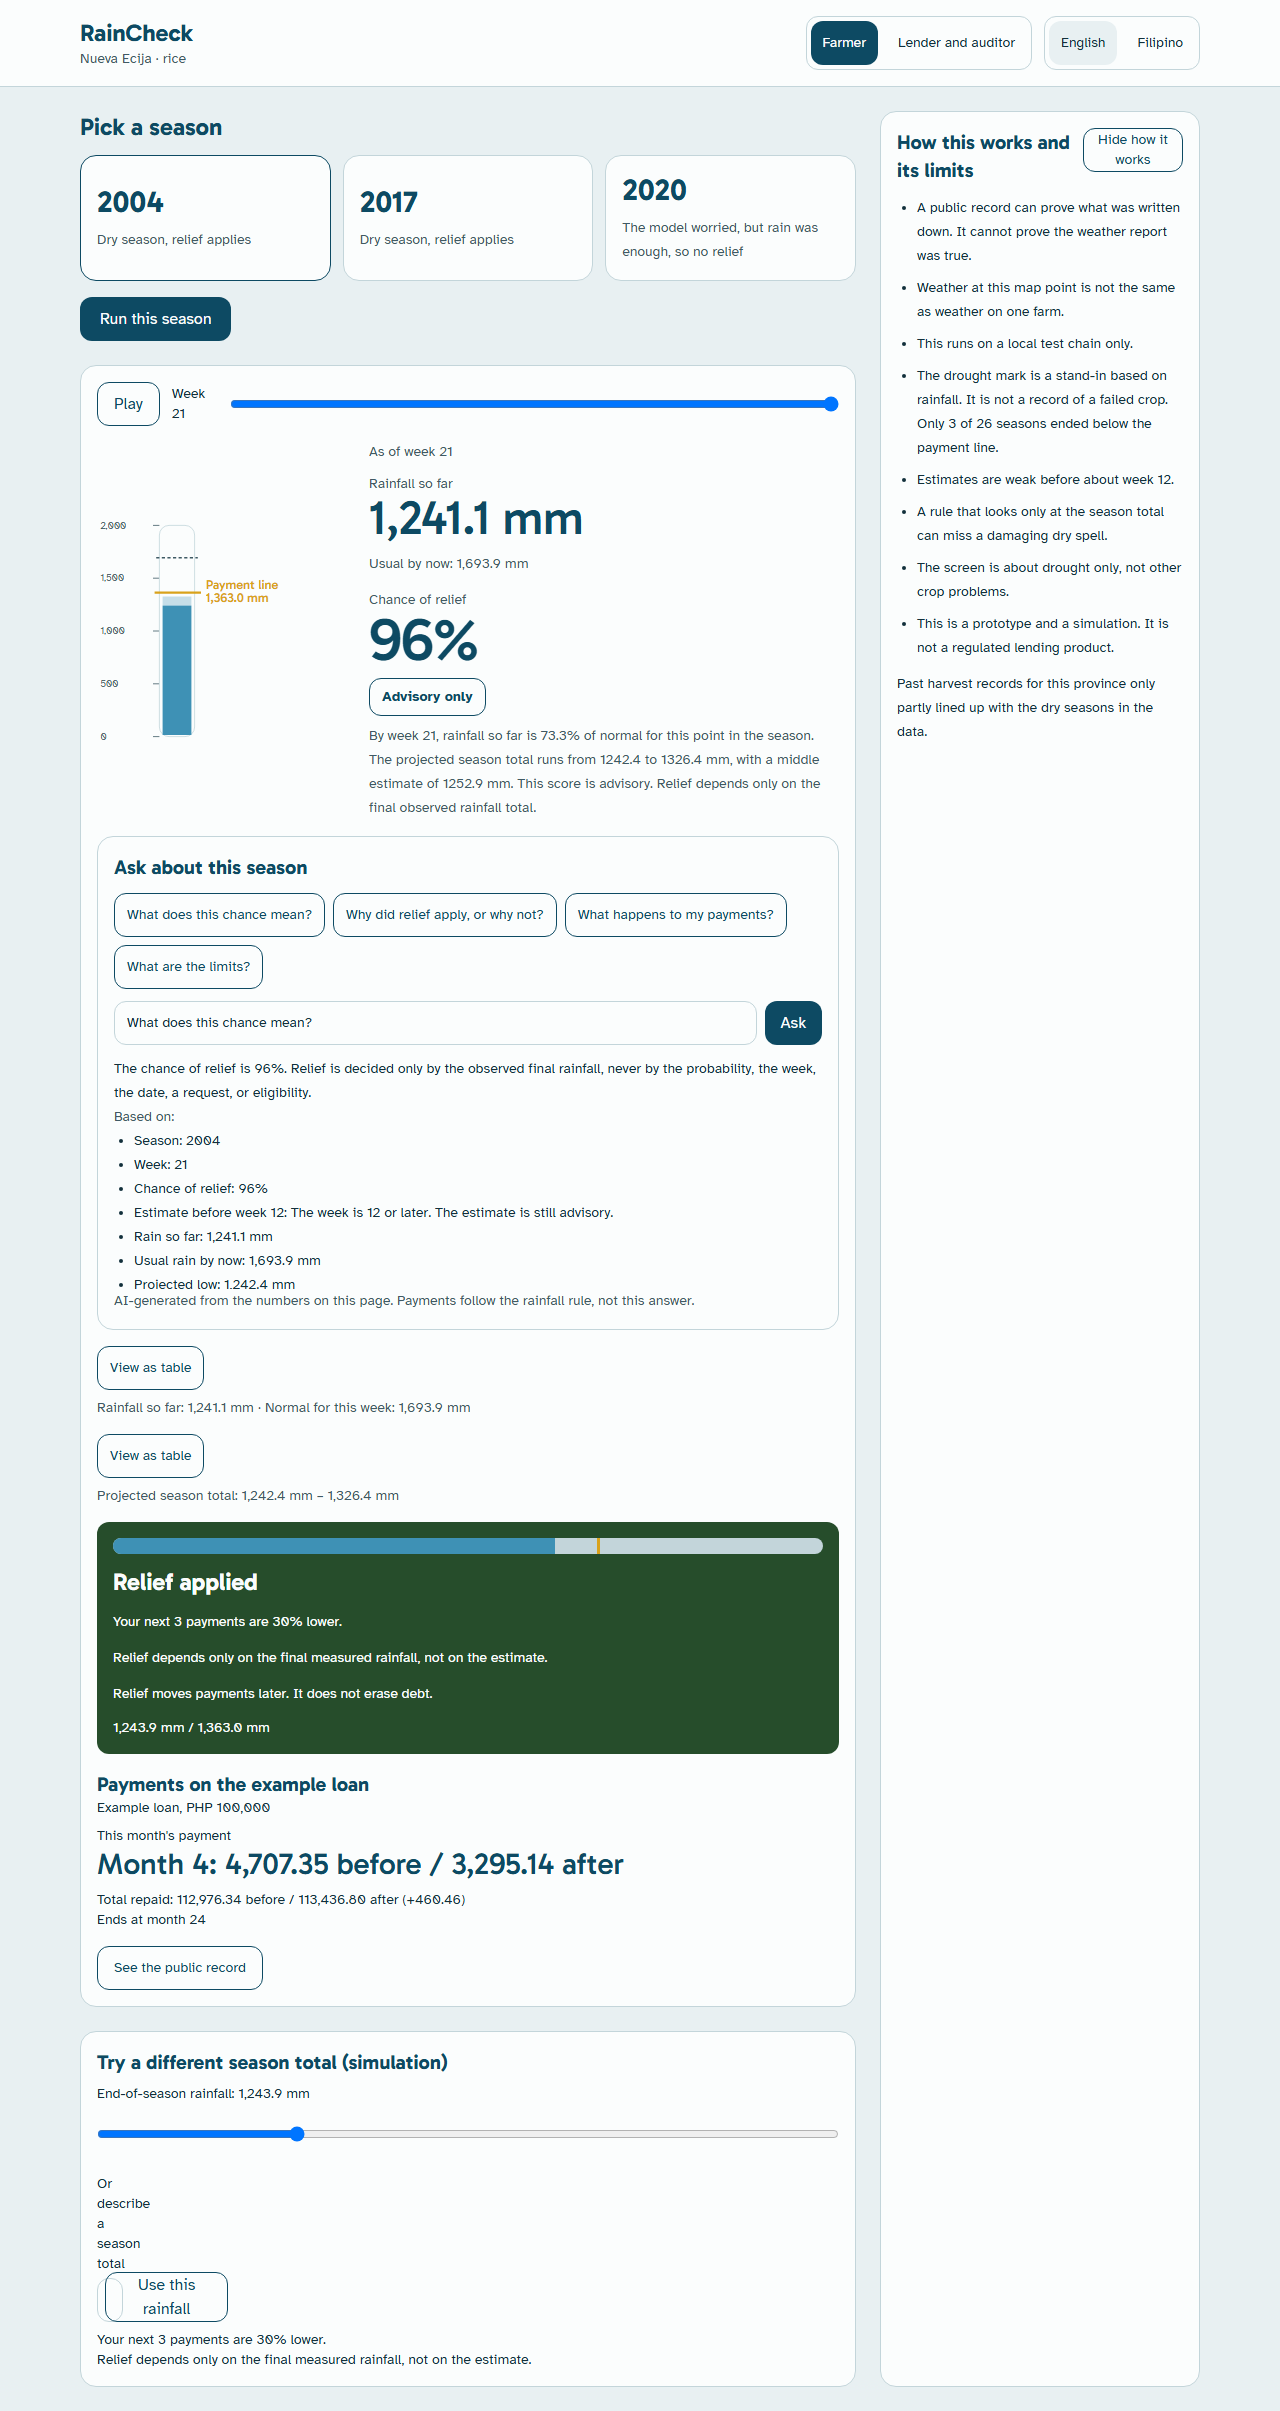 RainCheck
Nueva Ecija · rice
Farmer
Lender and auditor
English
Filipino
Pick a season
2004
Dry season, relief applies
2017
Dry season, relief applies
2020
The model worried, but rain was
enough, so no relief
Run this season
Play
Week
21
2,000
1,500
1,000
500
0
Payment line
1,363.0 mm
As of week 21
Rainfall so far
1,241.1 mm
Usual by now: 1,693.9 mm
Chance of relief
96%
Advisory only
By week 21, rainfall so far is 73.3% of normal for this point in the season.
The projected season total runs from 1242.4 to 1326.4 mm, with a middle
estimate of 1252.9 mm. This score is advisory. Relief depends only on the
final observed rainfall total.
Ask about this season
What does this chance mean?
Why did relief apply, or why not?
What happens to my payments?
What are the limits?
What does this chance mean?
Ask
The chance of relief is 96%. Relief is decided only by the observed final rainfall, never by the probability, the week,
the date, a request, or eligibility.
Based on:
• Season: 2004
• Week: 21
• Chance of relief: 96%
• Estimate before week 12: The week is 12 or later. The estimate is still advisory.
• Rain so far: 1,241.1 mm
• Usual rain by now: 1,693.9 mm
• Projected low: 1,242.4 mm
AI-generated from the numbers on this page. Payments follow the rainfall rule, not this answer.
View as table
Rainfall so far: 1,241.1 mm · Normal for this week: 1,693.9 mm
View as table
Projected season total: 1,242.4 mm – 1,326.4 mm
Relief applied
Your next 3 payments are 30% lower.
Relief depends only on the final measured rainfall, not on the estimate.
Relief moves payments later. It does not erase debt.
1,243.9 mm / 1,363.0 mm
Payments on the example loan
Example loan, PHP 100,000
This month's payment
Month 4: 4,707.35 before / 3,295.14 after
Total repaid: 112,976.34 before / 113,436.80 after (+460.46)
Ends at month 24
See the public record
Try a different season total (simulation)
End-of-season rainfall: 1,243.9 mm
Or
describe
a
season
total
Use this
rainfall
Your next 3 payments are 30% lower.
Relief depends only on the final measured rainfall, not on the estimate.
How this works and
its limits
Hide how it
works
• A public record can prove what was written
down. It cannot prove the weather report
was true.
• Weather at this map point is not the same
as weather on one farm.
• This runs on a local test chain only.
• The drought mark is a stand-in based on
rainfall. It is not a record of a failed crop.
Only 3 of 26 seasons ended below the
payment line.
• Estimates are weak before about week 12.
• A rule that looks only at the season total
can miss a damaging dry spell.
• The screen is about drought only, not other
crop problems.
• This is a prototype and a simulation. It is
not a regulated lending product.
Past harvest records for this province only
partly lined up with the dry seasons in the
data.